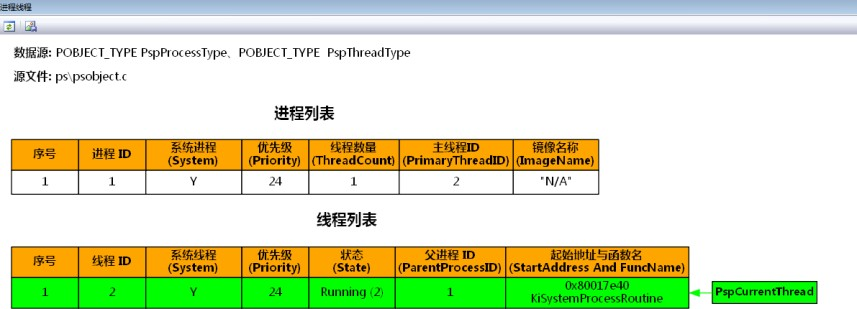 进程线程
数据源: POBJECT_TYPE PspProcessType、POBJECT_TYPE PspThreadType
源文件: ps\psobject.c
进程列表
序号 进程 ID 系统进程 (System) 优先级 (Priority) 线程数量 (ThreadCount) 主线程ID (PrimaryThreadID) 镜像名称 (ImageName)
1 1 Y 24 1 2 "N/A"
线程列表
序号 线程 ID 系统线程 (System) 优先级 (Priority) 状态 (State) 父进程 ID (ParentProcessID) 起始地址与函数名 (StartAddress And FuncName)
1 2 Y 24 Running (2) 1 0x80017e40 KiSystemProcessRoutine PspCurrentThread